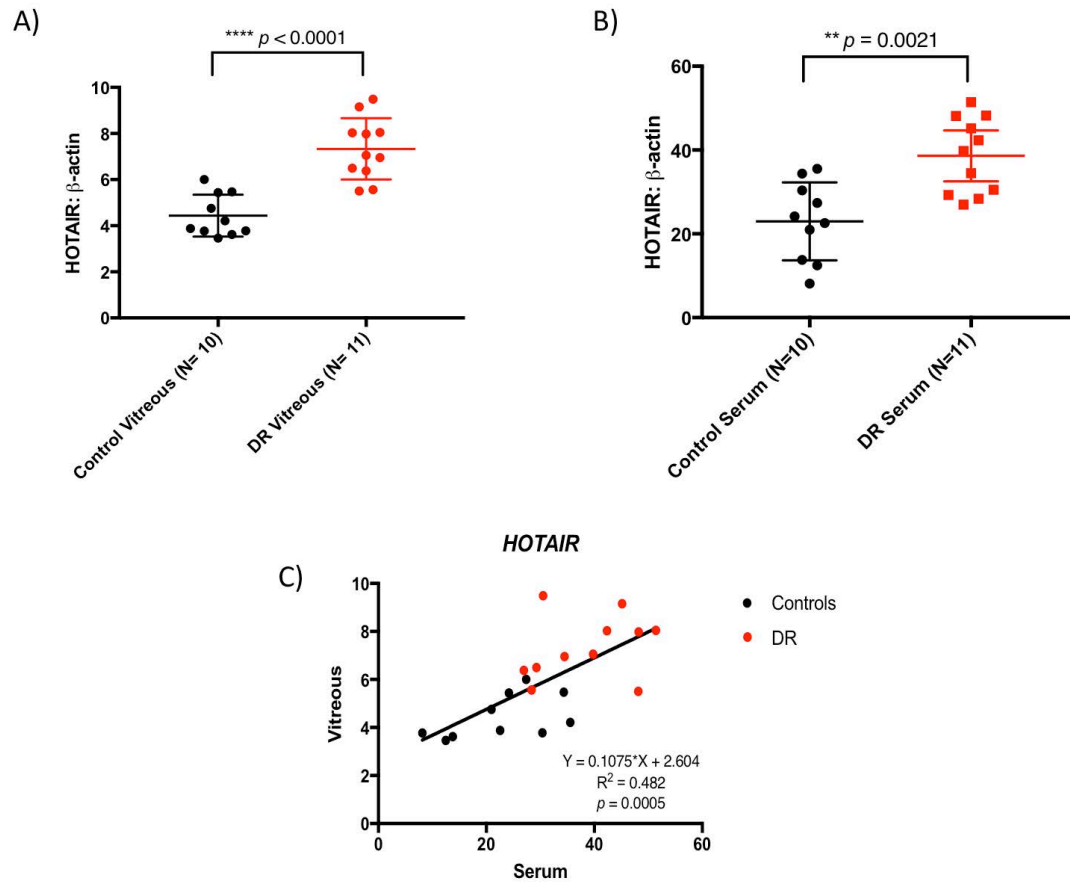 A)
**** p < 0.0001
HOTAIR: β-actin
10
8
6
4
2
0
Control Vitreous (N= 10)
DR Vitreous (N= 11)
B)
** p = 0.0021
HOTAIR: β-actin
60
40
20
0
Control Serum (N=10)
DR Serum (N=11)
C)
HOTAIR
Vitreous
10
8
6
4
2
0
0 20 40 60
Serum
Controls
DR
Y = 0.1075*X + 2.604
R² = 0.482
p = 0.0005